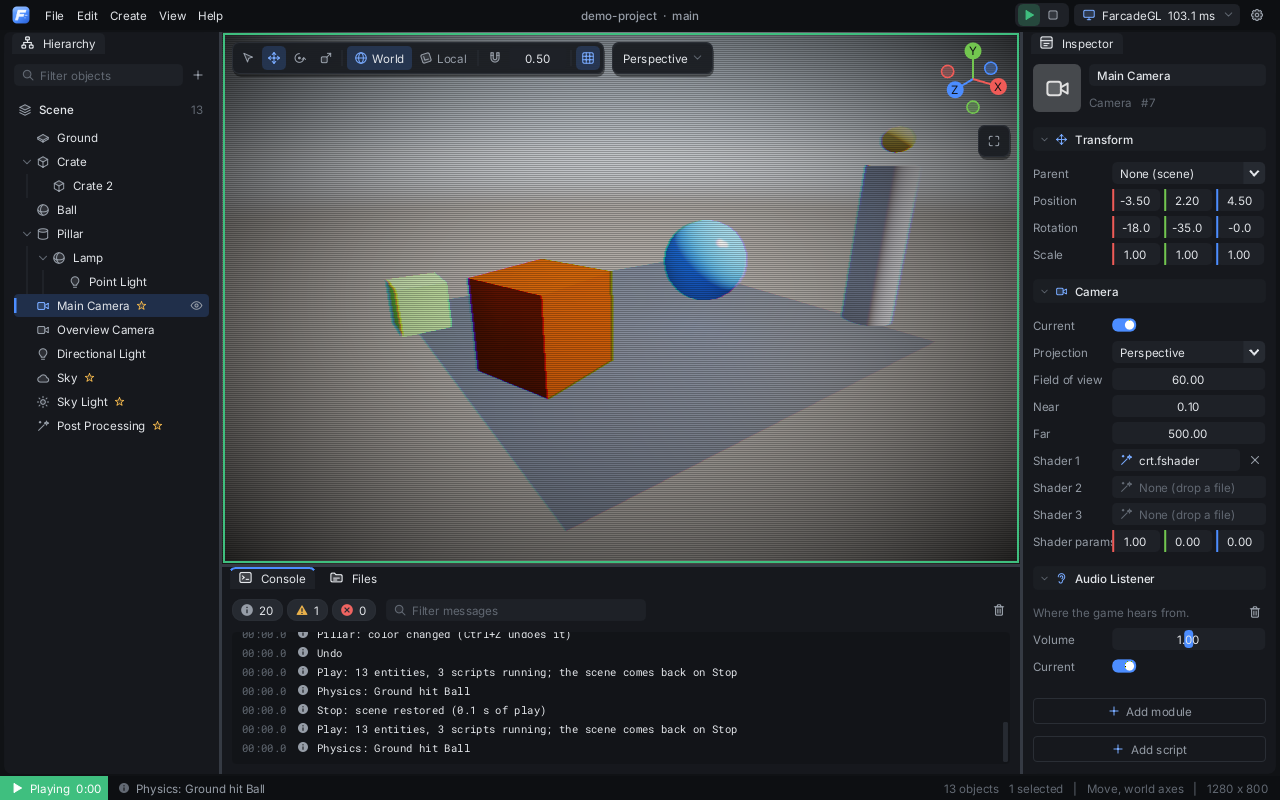 File Edit Create View Help
demo-project · main
FarcadeGL 103.1 ms
Hierarchy
Filter objects
Scene 13
Ground
Crate
Crate 2
Ball
Pillar
Lamp
Point Light
Main Camera
Overview Camera
Directional Light
Sky
Sky Light
Post Processing
World Local 0.50 Perspective
Y
X
Z
Console Files
20 1 0 Filter messages
00:00.0 Pillar: color changed (Ctrl+Z undoes it)
00:00.0 Undo
00:00.0 Play: 13 entities, 3 scripts running; the scene comes back on Stop
00:00.0 Physics: Ground hit Ball
00:00.0 Stop: scene restored (0.1 s of play)
00:00.0 Play: 13 entities, 3 scripts running; the scene comes back on Stop
00:00.0 Physics: Ground hit Ball
Inspector
Main Camera
Camera #7
Transform
Parent None (scene)
Position -3.50 2.20 4.50
Rotation -18.0 -35.0 -0.0
Scale 1.00 1.00 1.00
Camera
Current
Projection Perspective
Field of view 60.00
Near 0.10
Far 500.00
Shader 1 crt.fshader
Shader 2 None (drop a file)
Shader 3 None (drop a file)
Shader params 1.00 0.00 0.00
Audio Listener
Where the game hears from.
Volume 1.00
Current
Add module
Add script
Playing 0:00 Physics: Ground hit Ball
13 objects 1 selected | Move, world axes | 1280 x 800